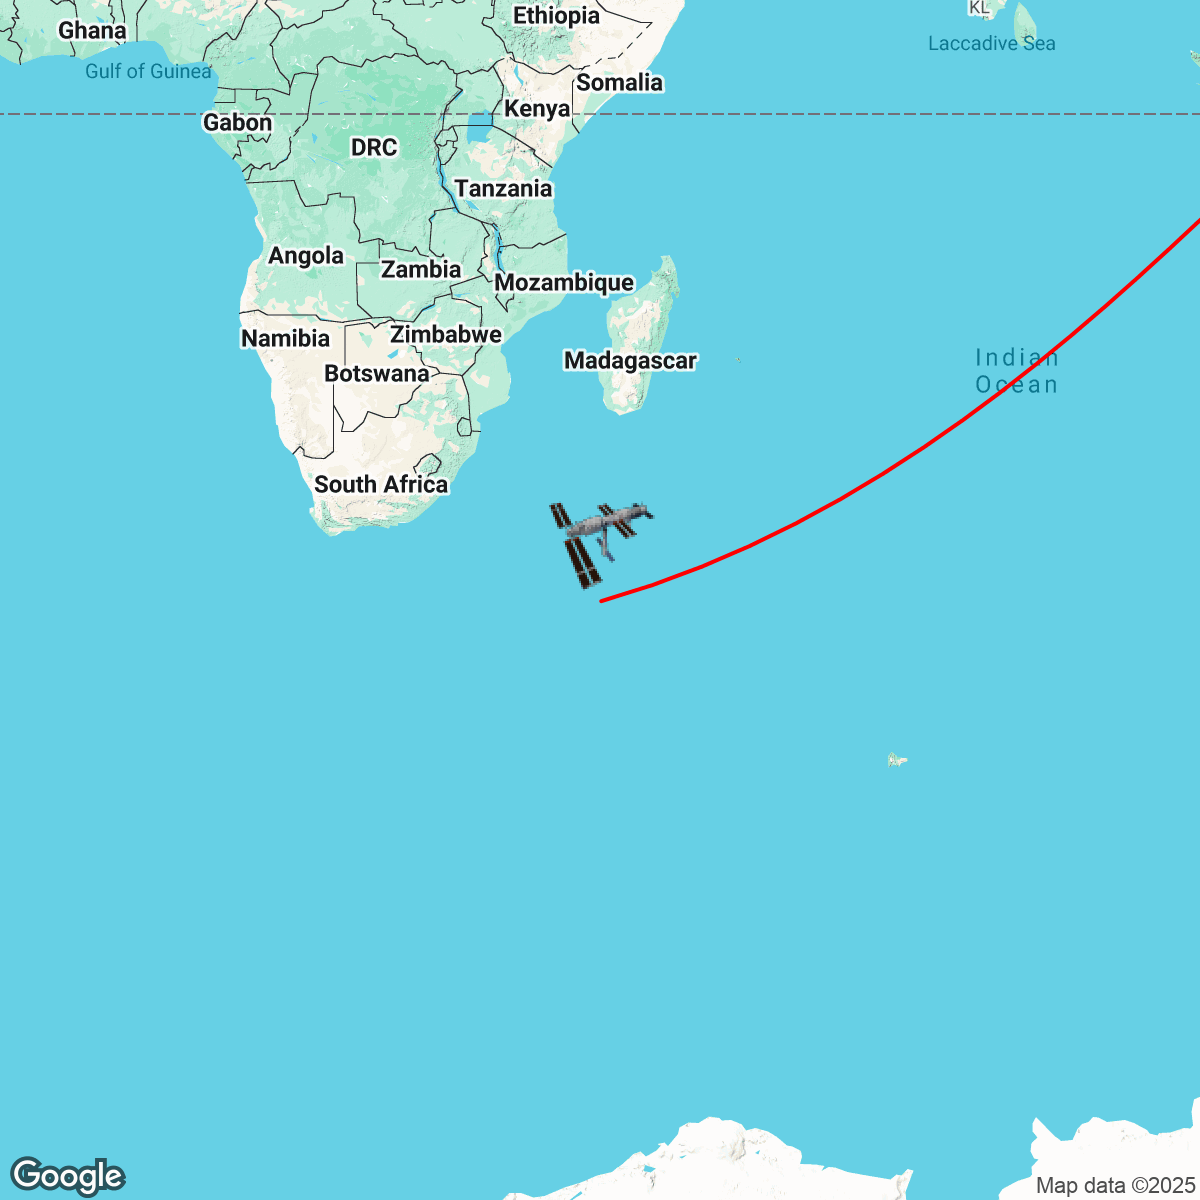 Ethiopia
KL
Ghana
Laccadive Sea
Gulf of Guinea
Somalia
Kenya
Gabon
DRC
Tanzania
Angola
Zambia
Mozambique
Namibia
Zimbabwe
Indian
Ocean
Madagascar
Botswana
South Africa
Google
Map data ©2025